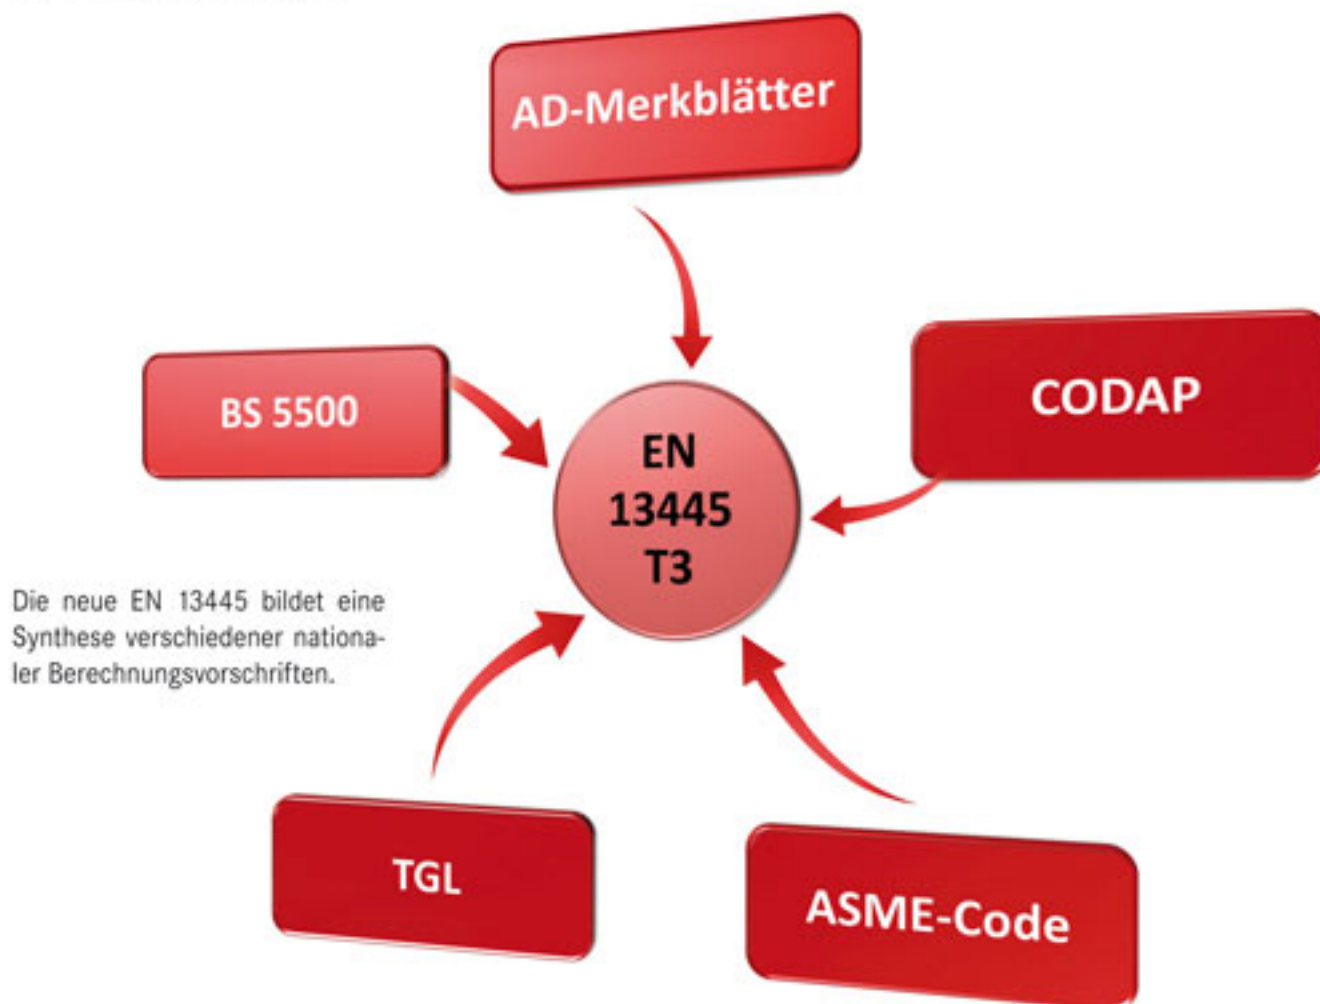 AD-Merkblätter
BS 5500
CODAP
EN
13445
T3
Die neue EN 13445 bildet eine
Synthese verschiedener nationa-
ler Berechnungsvorschriften.
TGL
ASME-Code